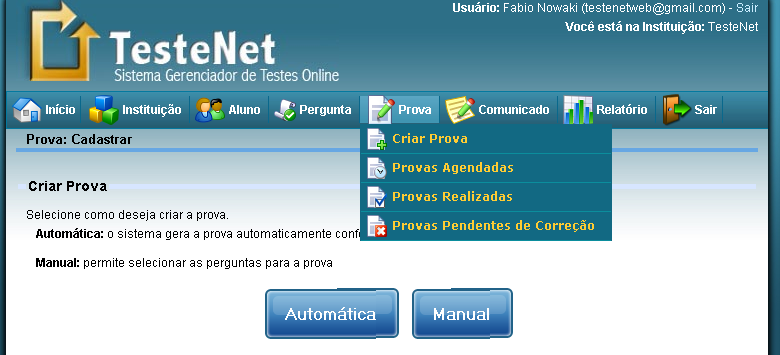 Usuário: Fabio Nowaki (testenetweb@gmail.com) - Sair
Você está na Instituição: TesteNet
TesteNet
Sistema Gerenciador de Testes Online
Início Instituição Aluno Pergunta Prova Comunicado Relatório Sair
Prova: Cadastrar
Criar Prova
Provas Agendadas
Provas Realizadas
Provas Pendentes de Correção
Criar Prova
Selecione como deseja criar a prova.
Automática: o sistema gera a prova automaticamente
Manual: permite selecionar as perguntas para a prova
Automática Manual